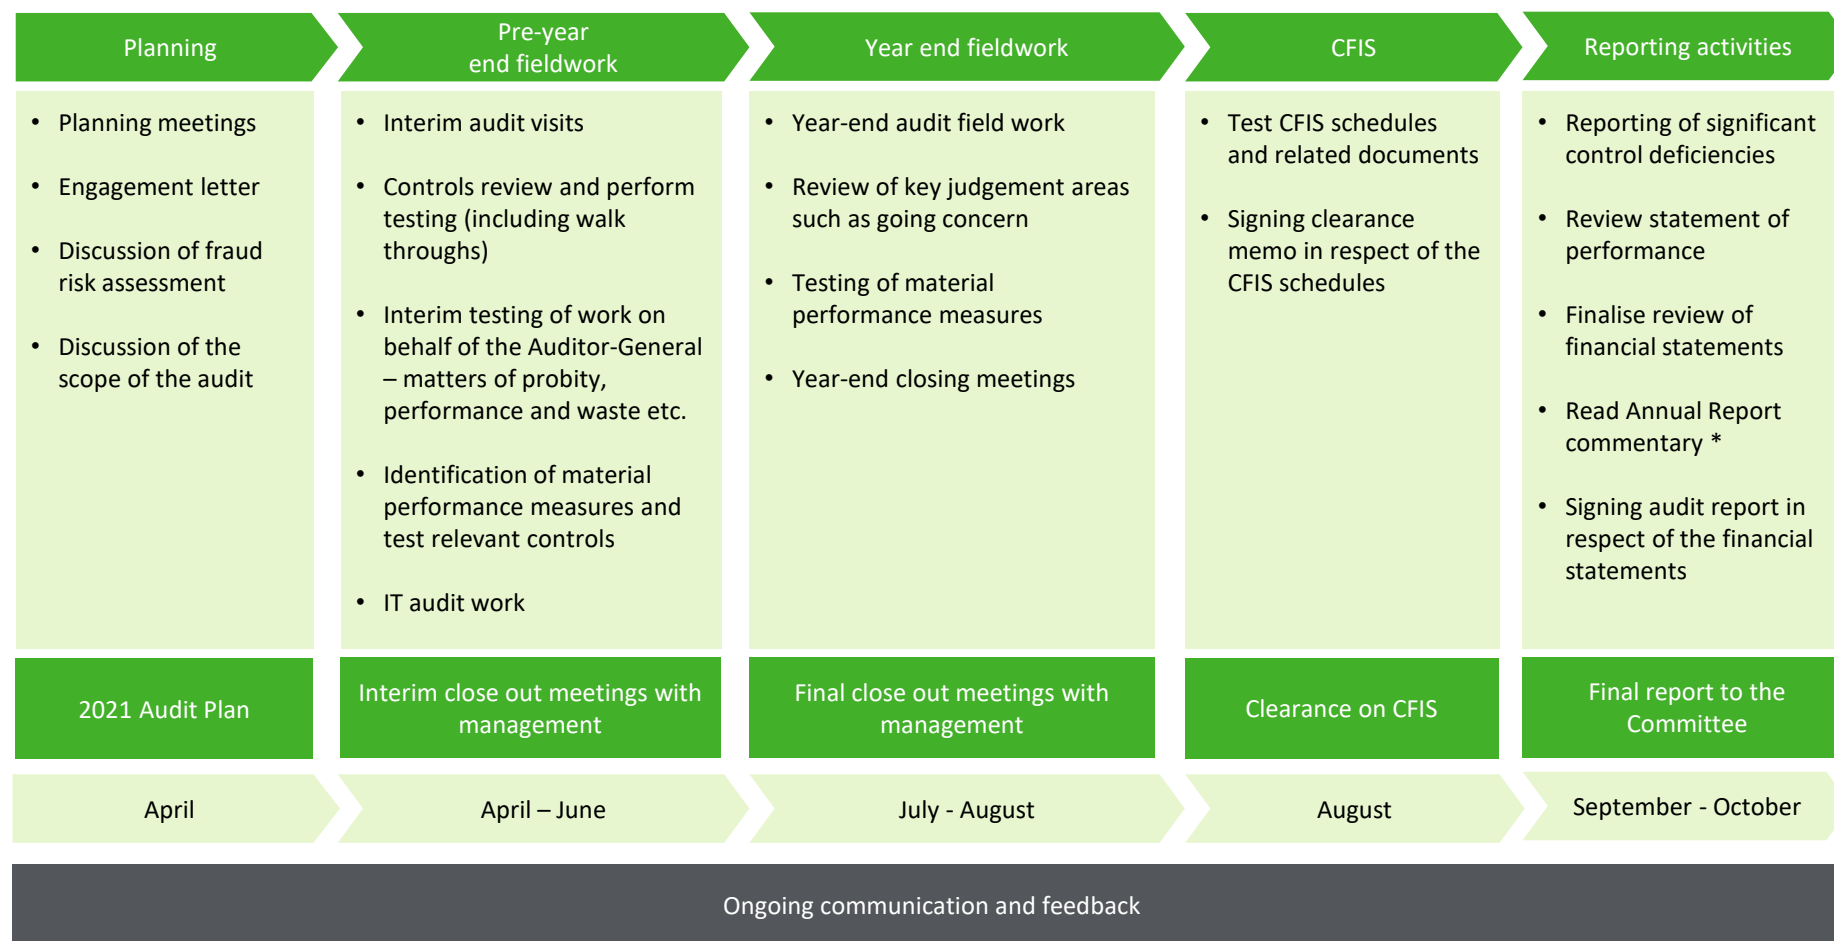 Planning
Pre-year
end fieldwork
Year end fieldwork
CFIS
Reporting activities
• Planning meetings
• Engagement letter
• Discussion of fraud
risk assessment
• Discussion of the
scope of the audit
• Interim audit visits
• Controls review and perform
testing (including walk
throughs)
• Interim testing of work on
behalf of the Auditor-General
– matters of probity,
performance and waste etc.
• Identification of material
performance measures and
test relevant controls
• IT audit work
• Year-end audit field work
• Review of key judgement areas
such as going concern
• Testing of material
performance measures
• Year-end closing meetings
• Test CFIS schedules
and related documents
• Signing clearance
memo in respect of the
CFIS schedules
• Reporting of significant
control deficiencies
• Review statement of
performance
• Finalise review of
financial statements
• Read Annual Report
commentary *
• Signing audit report in
respect of the financial
statements
2021 Audit Plan
Interim close out meetings with
management
Final close out meetings with
management
Clearance on CFIS
Final report to the
Committee
April
April – June
July - August
August
September - October
Ongoing communication and feedback